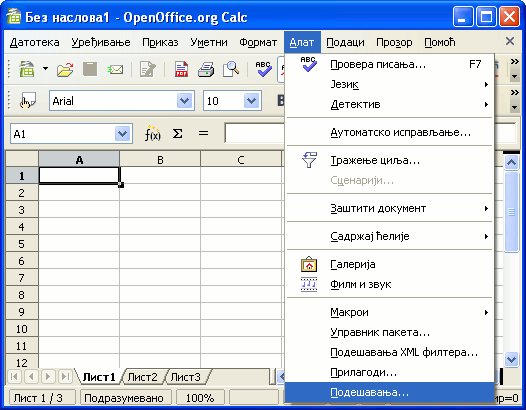 Без наслова1 - OpenOffice.org Calc
Датотека Уређивање Приказ Уметни Формат Алат Подаци Прозор Помоћ
Arial 10 B
A1 f(x) Σ =
A B C
1
2
3
4
5
6
7
8
9
10
11
12
ABC Провера писања... F7
Језик
Детектив
Аутоматско исправљање...
Тражење циља...
Сценарији...
Заштити документ
Садржај ћелије
Галерија
Филм и звук
Макрои
Управник пакета...
Подешавања XML филтера...
Прилагоди...
Подешавања...
Лист1 Лист2 Лист3
Лист 1 / 3 Подразумевано 100% р=0